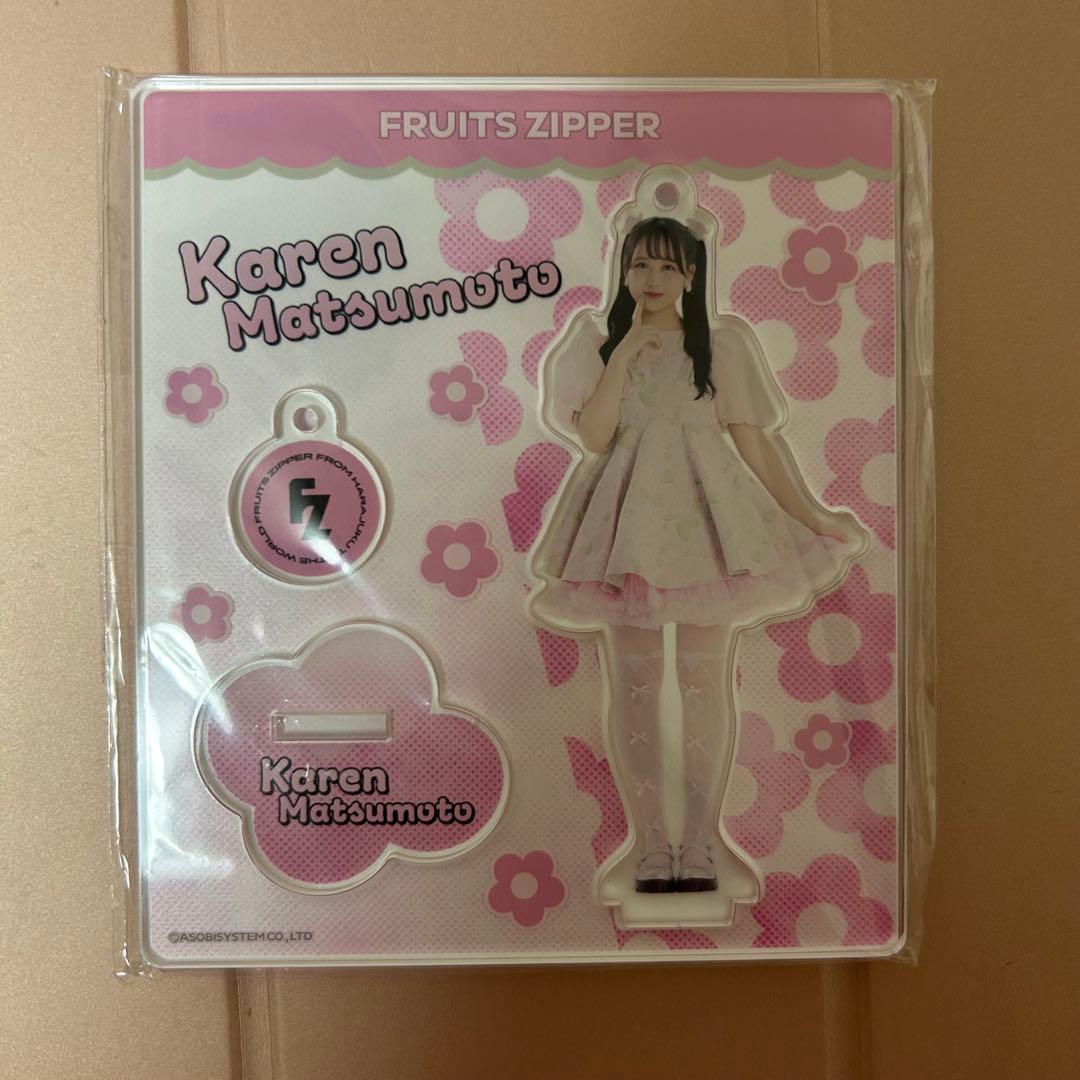 FRUITS ZIPPER
Karen
Matsumoto
FRUITS ZIPPER FROM HARAJUKU TO THE WORLD
FZ
Karen
Matsumoto
©ASOBISYSTEM CO.,LTD